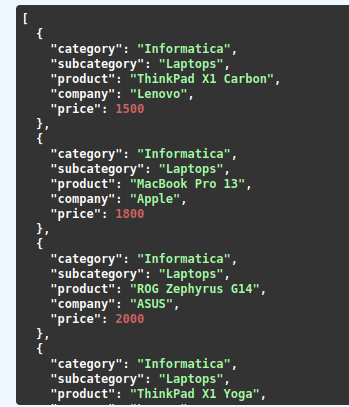 [
  {
    "category": "Informatica",
    "subcategory": "Laptops",
    "product": "ThinkPad X1 Carbon",
    "company": "Lenovo",
    "price": 1500
  },
  {
    "category": "Informatica",
    "subcategory": "Laptops",
    "product": "MacBook Pro 13",
    "company": "Apple",
    "price": 1800
  },
  {
    "category": "Informatica",
    "subcategory": "Laptops",
    "product": "ROG Zephyrus G14",
    "company": "ASUS",
    "price": 2000
  },
  {
    "category": "Informatica",
    "subcategory": "Laptops",
    "product": "ThinkPad X1 Yoga",